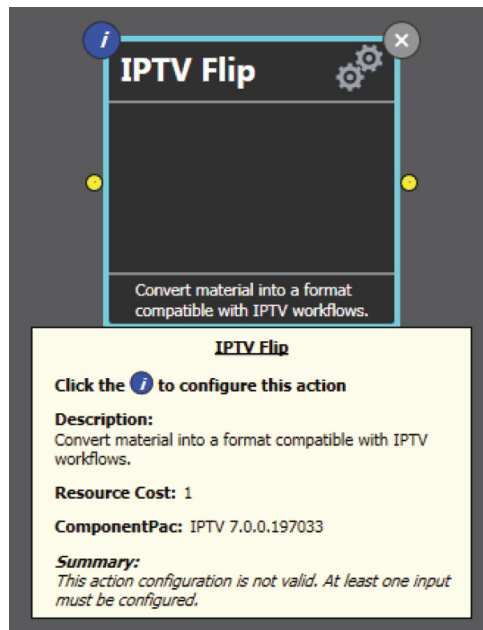 i
IPTV Flip
Convert material into a format
compatible with IPTV workflows.
IPTV Flip
Click the i to configure this action
Description:
Convert material into a format compatible with IPTV
workflows.
Resource Cost: 1
ComponentPac: IPTV 7.0.0.197033
Summary:
This action configuration is not valid. At least one input
must be configured.